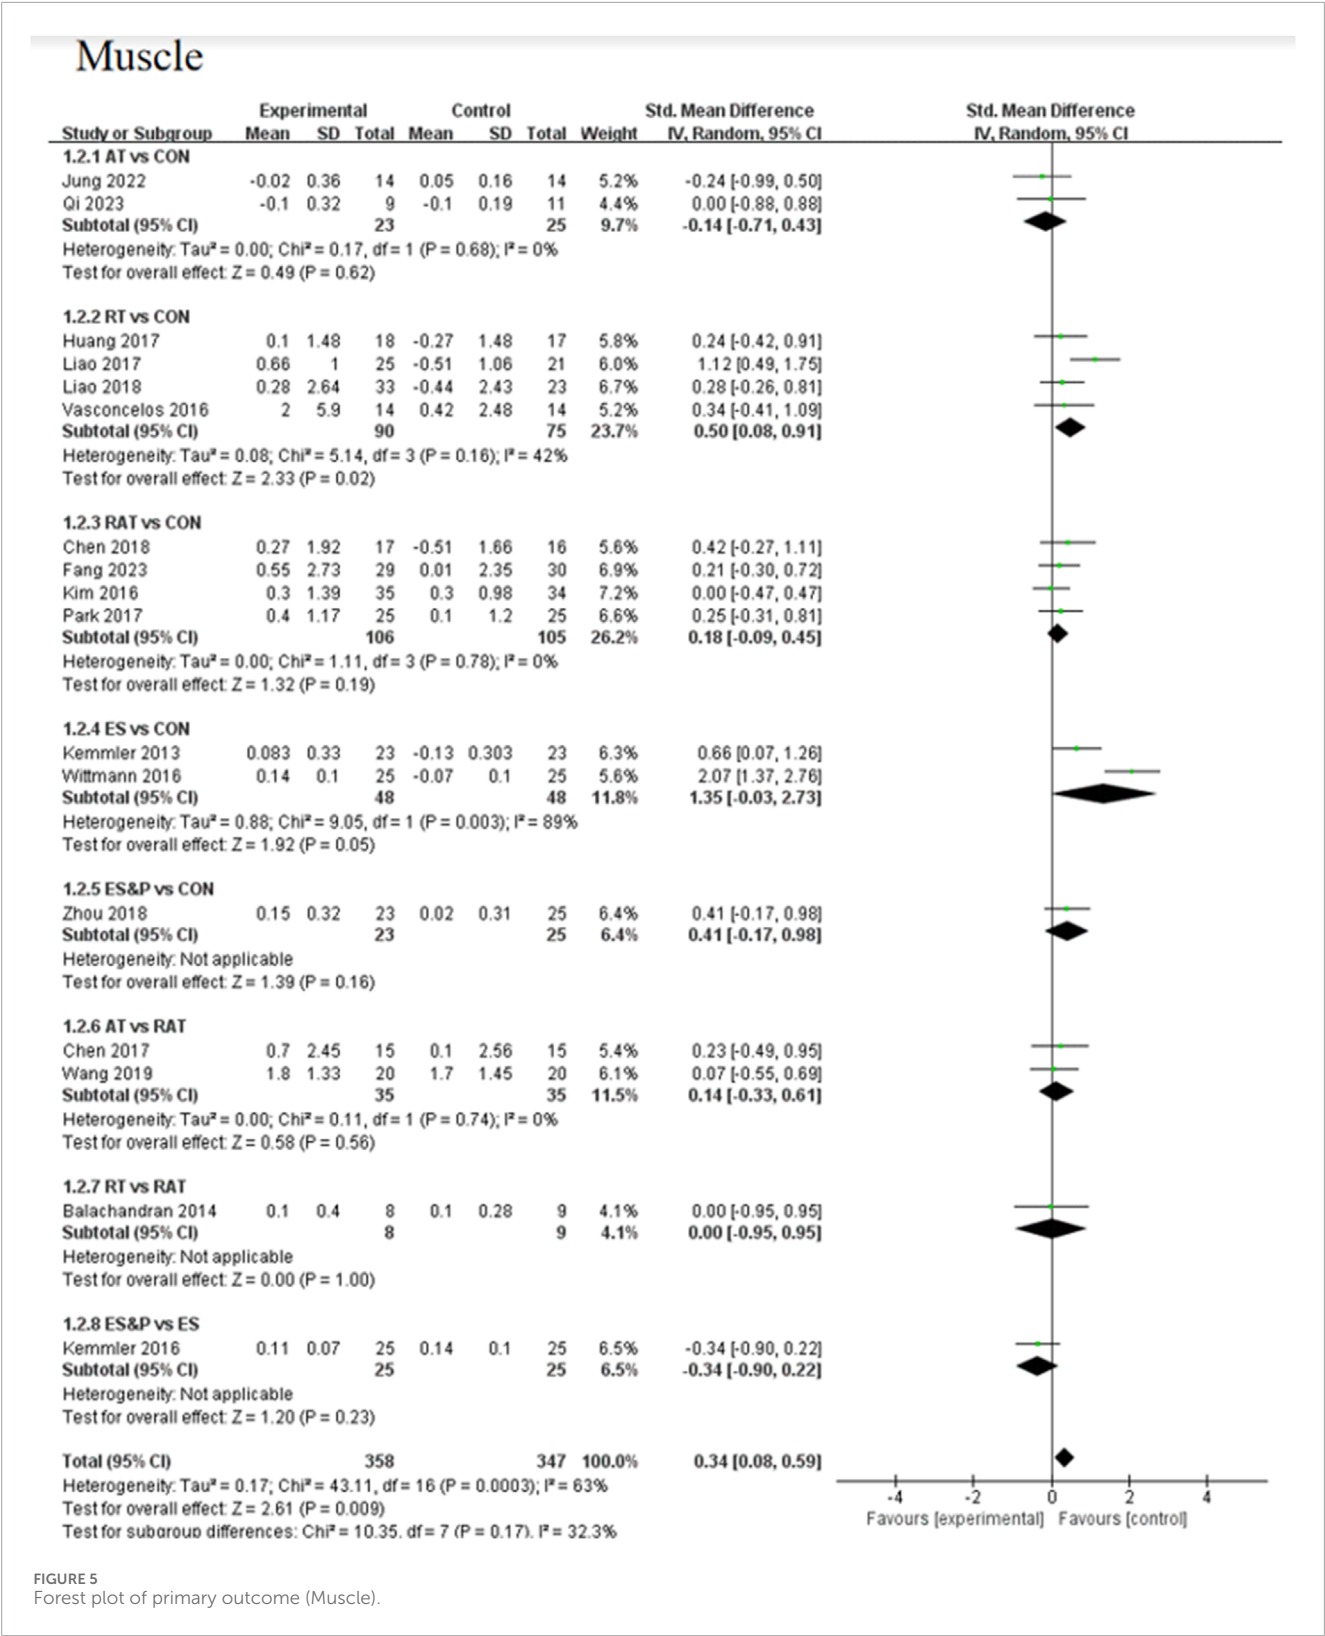 Muscle
Experimental Control Std. Mean Difference Std. Mean Difference
Study or Subgroup Mean SD Total Mean SD Total Weight IV, Random, 95% CI IV, Random, 95% CI
1.2.1 AT vs CON
Jung 2022 -0.02 0.36 14 0.05 0.16 14 5.2% -0.24 [-0.99, 0.50]
Qi 2023 -0.1 0.32 9 -0.1 0.19 11 4.4% 0.00 [-0.88, 0.88]
Subtotal (95% CI) 23 25 9.7% -0.14 [-0.71, 0.43]
Heterogeneity: Tau² = 0.00; Chi² = 0.17, df = 1 (P = 0.68); I² = 0%
Test for overall effect: Z = 0.49 (P = 0.62)
1.2.2 RT vs CON
Huang 2017 0.1 1.48 18 -0.27 1.48 17 5.8% 0.24 [-0.42, 0.91]
Liao 2017 0.66 1 25 -0.51 1.06 21 6.0% 1.12 [0.49, 1.75]
Liao 2018 0.28 2.64 33 -0.44 2.43 23 6.7% 0.28 [-0.26, 0.81]
Vasconcelos 2016 2 5.9 14 0.42 2.48 14 5.2% 0.34 [-0.41, 1.09]
Subtotal (95% CI) 90 75 23.7% 0.50 [0.08, 0.91]
Heterogeneity: Tau² = 0.08; Chi² = 5.14, df = 3 (P = 0.16); I² = 42%
Test for overall effect: Z = 2.33 (P = 0.02)
1.2.3 RAT vs CON
Chen 2018 0.27 1.92 17 -0.51 1.66 16 5.6% 0.42 [-0.27, 1.11]
Fang 2023 0.55 2.73 29 0.01 2.35 30 6.9% 0.21 [-0.30, 0.72]
Kim 2016 0.3 1.39 35 0.3 0.98 34 7.2% 0.00 [-0.47, 0.47]
Park 2017 0.4 1.17 25 0.1 1.2 25 6.6% 0.25 [-0.31, 0.81]
Subtotal (95% CI) 106 105 26.2% 0.18 [-0.09, 0.45]
Heterogeneity: Tau² = 0.00; Chi² = 1.11, df = 3 (P = 0.78); I² = 0%
Test for overall effect: Z = 1.32 (P = 0.19)
1.2.4 ES vs CON
Kemmler 2013 0.083 0.33 23 -0.13 0.303 23 6.3% 0.66 [0.07, 1.26]
Wittmann 2016 0.14 0.1 25 -0.07 0.1 25 5.6% 2.07 [1.37, 2.76]
Subtotal (95% CI) 48 48 11.8% 1.35 [-0.03, 2.73]
Heterogeneity: Tau² = 0.88; Chi² = 9.05, df = 1 (P = 0.003); I² = 89%
Test for overall effect: Z = 1.92 (P = 0.05)
1.2.5 ES&P vs CON
Zhou 2018 0.15 0.32 23 0.02 0.31 25 6.4% 0.41 [-0.17, 0.98]
Subtotal (95% CI) 23 25 6.4% 0.41 [-0.17, 0.98]
Heterogeneity: Not applicable
Test for overall effect: Z = 1.39 (P = 0.16)
1.2.6 AT vs RAT
Chen 2017 0.7 2.45 15 0.1 2.56 15 5.4% 0.23 [-0.49, 0.95]
Wang 2019 1.8 1.33 20 1.7 1.45 20 6.1% 0.07 [-0.55, 0.69]
Subtotal (95% CI) 35 35 11.5% 0.14 [-0.33, 0.61]
Heterogeneity: Tau² = 0.00; Chi² = 0.11, df = 1 (P = 0.74); I² = 0%
Test for overall effect: Z = 0.58 (P = 0.56)
1.2.7 RT vs RAT
Balachandran 2014 0.1 0.4 8 0.1 0.28 9 4.1% 0.00 [-0.95, 0.95]
Subtotal (95% CI) 8 9 4.1% 0.00 [-0.95, 0.95]
Heterogeneity: Not applicable
Test for overall effect: Z = 0.00 (P = 1.00)
1.2.8 ES&P vs ES
Kemmler 2016 0.11 0.07 25 0.14 0.1 25 6.5% -0.34 [-0.90, 0.22]
Subtotal (95% CI) 25 25 6.5% -0.34 [-0.90, 0.22]
Heterogeneity: Not applicable
Test for overall effect: Z = 1.20 (P = 0.23)
Total (95% CI) 358 347 100.0% 0.34 [0.08, 0.59]
Heterogeneity: Tau² = 0.17; Chi² = 43.11, df = 16 (P = 0.0003); I² = 63%
Test for overall effect: Z = 2.61 (P = 0.009)
Test for subgroup differences: Chi² = 10.35, df = 7 (P = 0.17), I² = 32.3%
-4 -2 0 2 4
Favours [experimental] Favours [control]
FIGURE 5
Forest plot of primary outcome (Muscle).